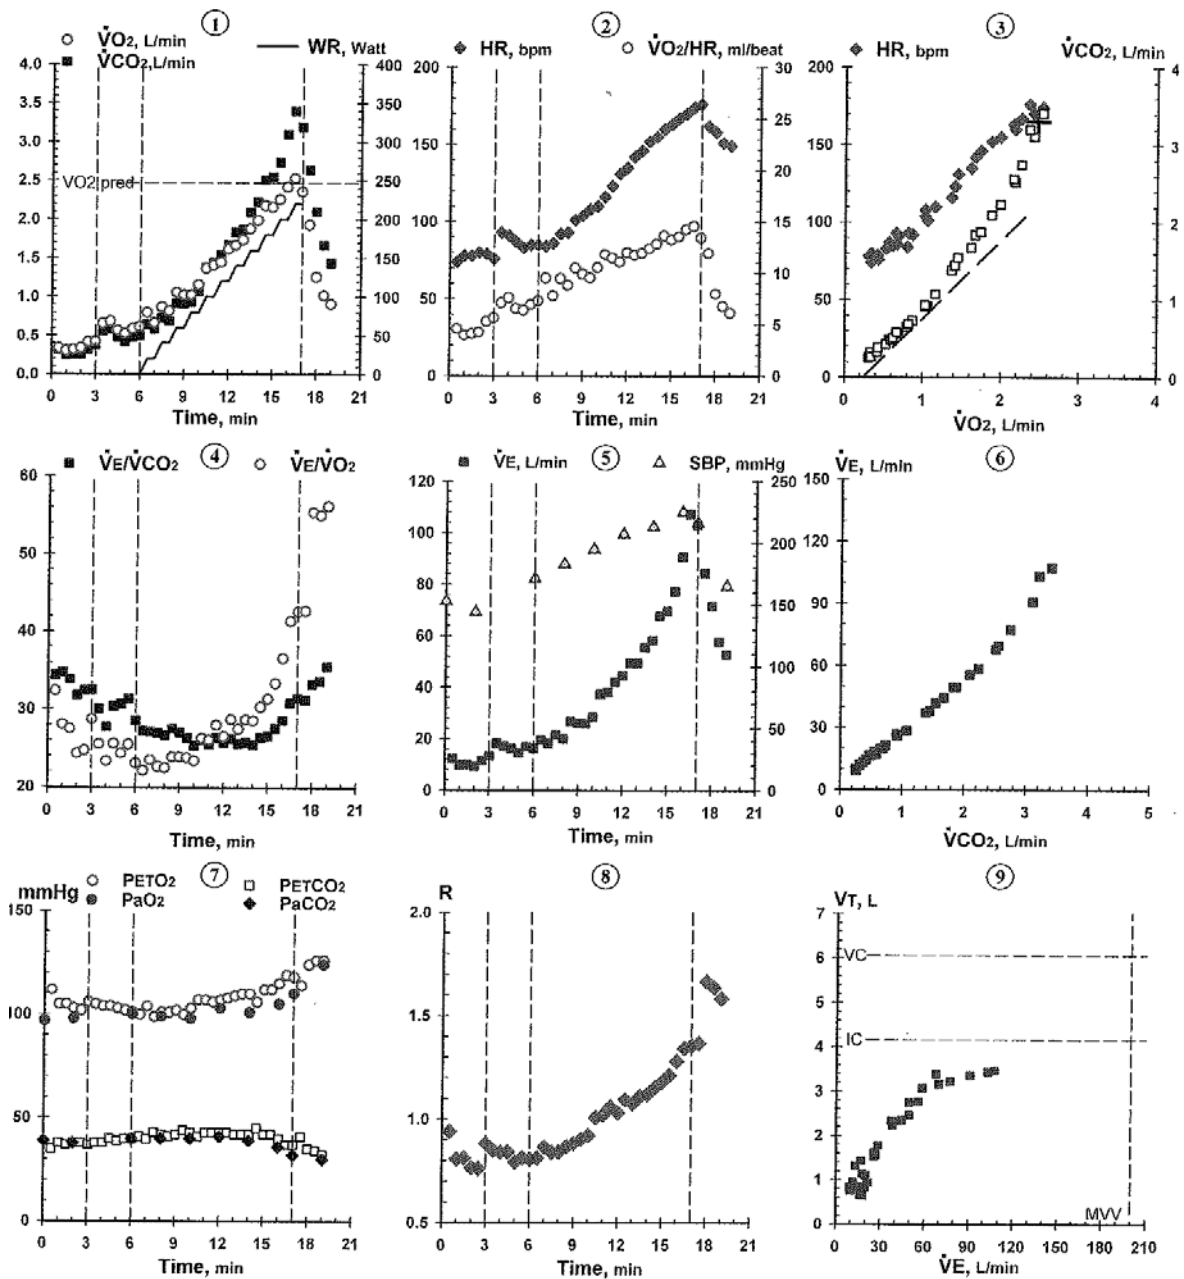 ① ② ③
○ V̇O₂, L/min — WR, Watt
■ V̇CO₂, L/min
◆ HR, bpm ○ V̇O₂/HR, ml/beat
◆ HR, bpm V̇CO₂, L/min
4.0 3.5 3.0 2.5 2.0 1.5 1.0 0.5 0.0
VO2 pred
400 350 300 250 200 150 100 50 0
0 3 6 9 12 15 18 21
Time, min
200 150 100 50 0
30 25 20 15 10 5 0
0 3 6 9 12 15 18 21
Time, min
200 150 100 50 0
4 3 2 1 0
0 1 2 3 4
V̇O₂, L/min
④ ⑤ ⑥
■ V̇E/V̇CO₂ ○ V̇E/V̇O₂
■ V̇E, L/min △ SBP, mmHg
V̇E, L/min
60 50 40 30 20
0 3 6 9 12 15 18 21
Time, min
120 100 80 60 40 20 0
250 200 150 100 50 0
0 3 6 9 12 15 18 21
Time, min
150 120 90 60 30 0
0 1 2 3 4 5
V̇CO₂, L/min
⑦ ⑧ ⑨
mmHg ○ PETO₂ □ PETCO₂
● PaO₂ ◆ PaCO₂
R
VT, L
150 100 50 0
0 3 6 9 12 15 18 21
Time, min
2.0 1.5 1.0 0.5
0 3 6 9 12 15 18 21
Time, min
7 6 5 4 3 2 1 0
VC
IC
MVV
0 30 60 90 120 150 180 210
V̇E, L/min